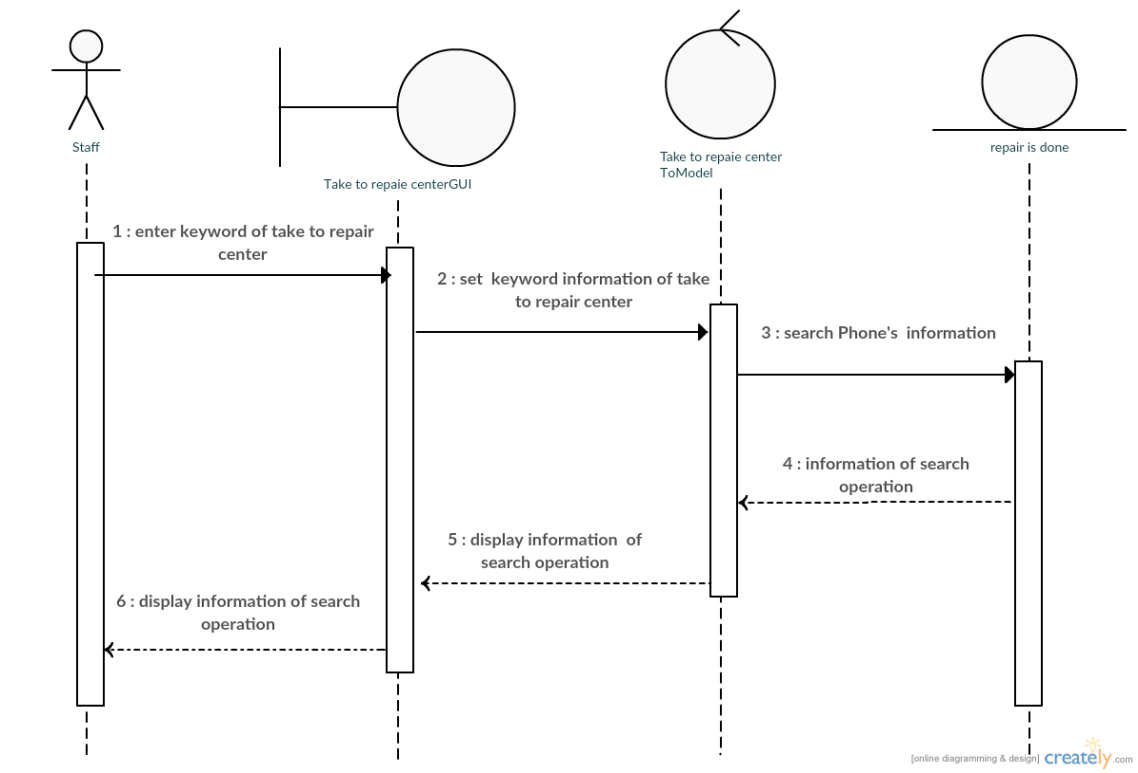 Staff
Take to repaie centerGUI
Take to repaie center
ToModel
repair is done
1 : enter keyword of take to repair
center
2 : set keyword information of take
to repair center
3 : search Phone's information
4 : information of search
operation
5 : display information of
search operation
6 : display information of search
operation
[online diagramming & design] creately.com